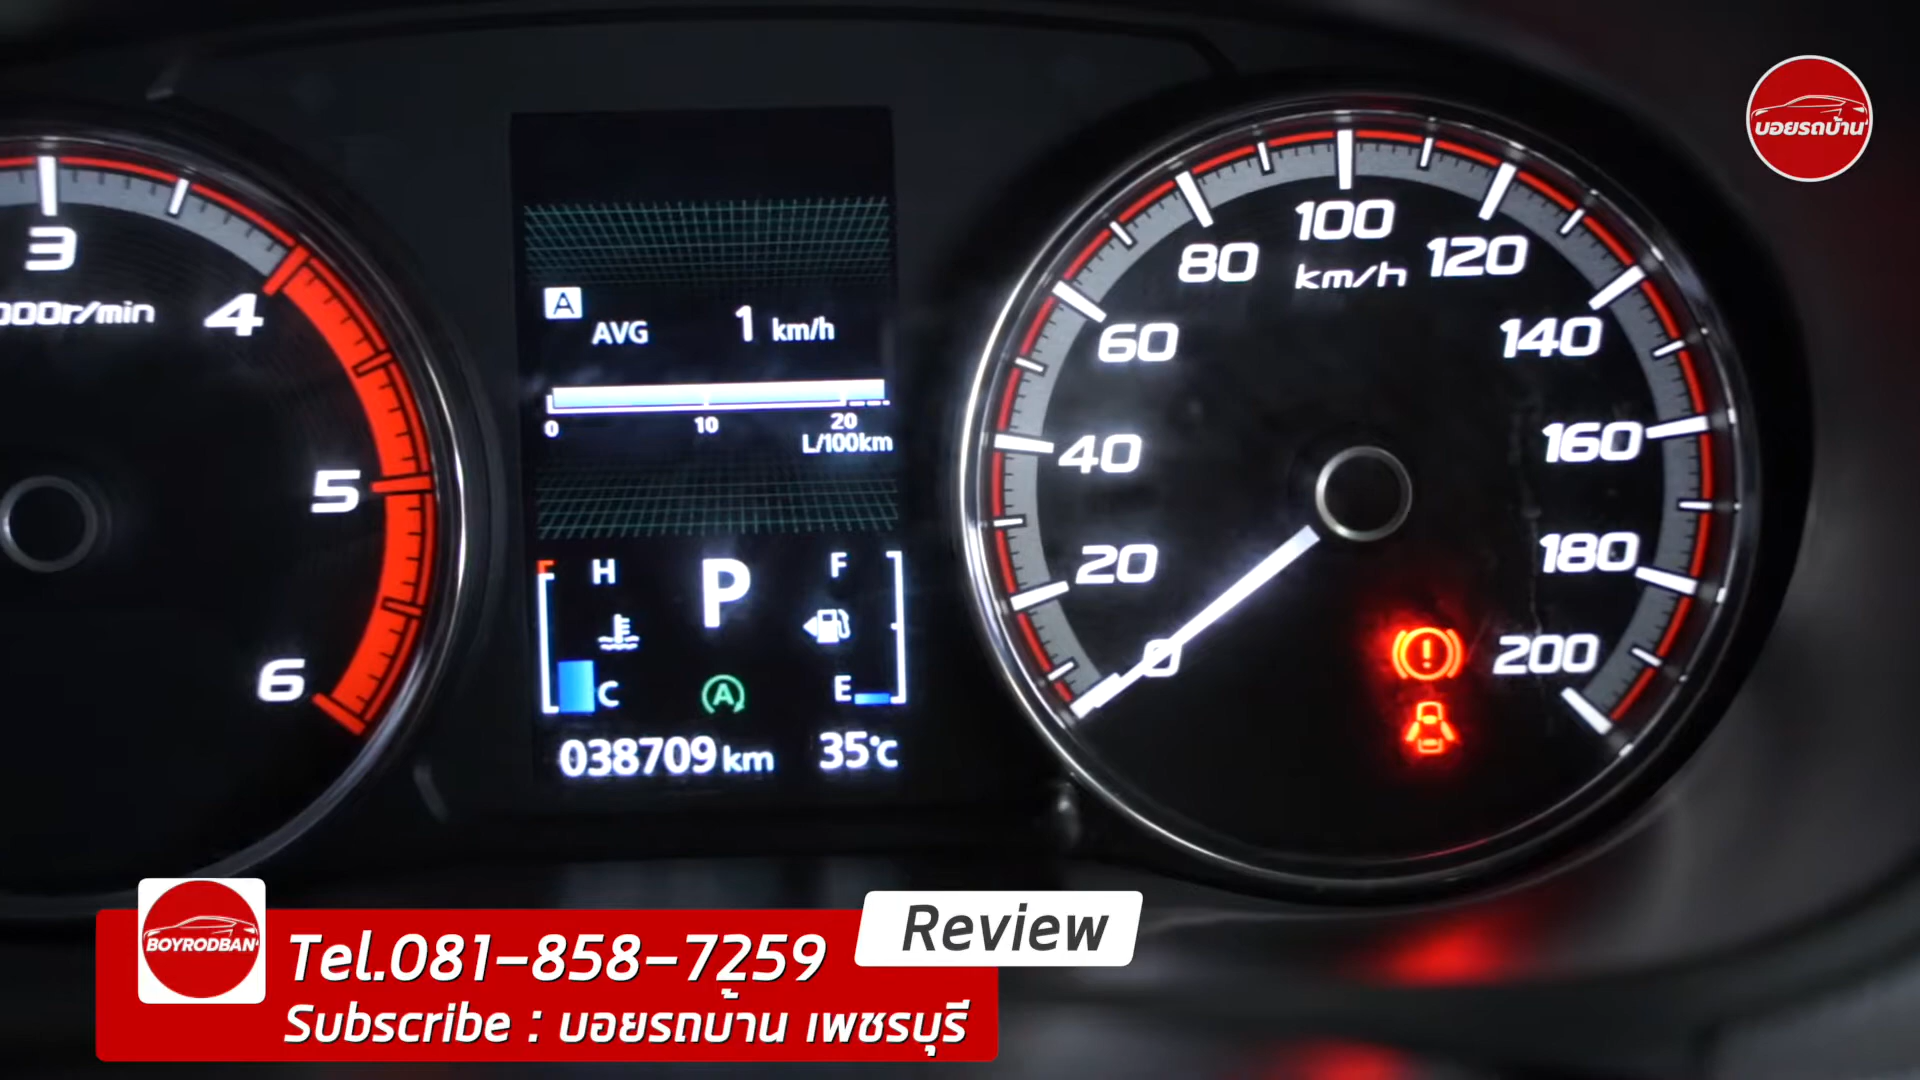 บอยรถบ้าน
3
000r/min
4
5
6
A
AVG 1 km/h
0 10 20
L/100km
H P F
C A E
038709 km 35°C
0
20
40
60
80
100
km/h
120
140
160
180
200
BOYRODBAN
Tel.081-858-7259
Review
Subscribe : บอยรถบ้าน เพชรบุรี